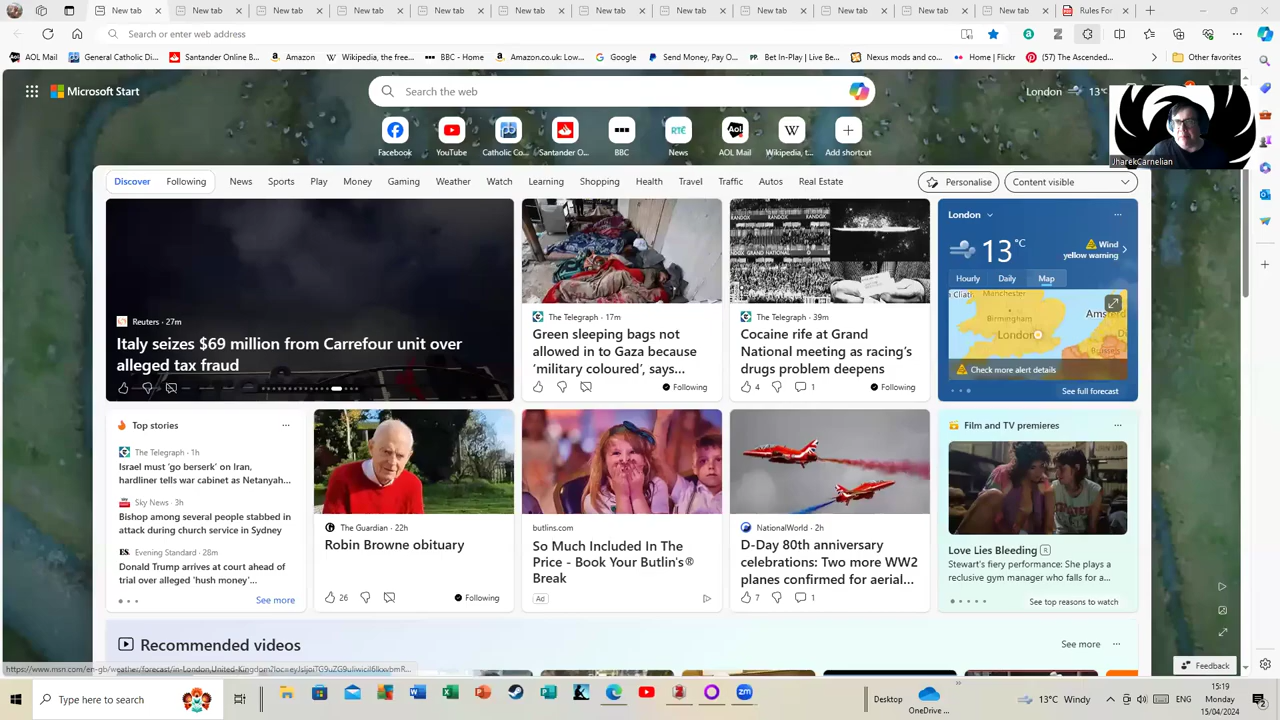 New tab New tab New tab New tab New tab New tab New tab New tab New tab New tab New tab New tab Rules For
Search or enter web address
AOL Mail General Catholic Di... Santander Online B... Amazon Wikipedia, the free... BBC - Home Amazon.co.uk: Low... Google Send Money, Pay O... Bet In-Play | Live Be... Nexus mods and co... Home | Flickr (57) The Ascended... Other favorites
Microsoft Start
Search the web
London 13°
JharekCarnelian
Facebook YouTube Catholic Co... Santander O... BBC News AOL Mail Wikipedia, t... Add shortcut
Discover Following News Sports Play Money Gaming Weather Watch Learning Shopping Health Travel Traffic Autos Real Estate Personalise Content visible
Reuters · 27m
Italy seizes $69 million from Carrefour unit over
alleged tax fraud
The Telegraph · 17m
Green sleeping bags not
allowed in to Gaza because
‘military coloured’, says...
Following
RANDOX RANDOX RANDOX
The Telegraph · 39m
Cocaine rife at Grand
National meeting as racing’s
drugs problem deepens
4 1 Following
London
13 °C
Wind
yellow warning
Hourly Daily Map
Manchester
Birmingham
London
Brussels
Check more alert details
See full forecast
Top stories
The Telegraph · 1h
Israel must ‘go berserk’ on Iran,
hardliner tells war cabinet as Netanyah...
Sky News · 3h
Bishop among several people stabbed in
attack during church service in Sydney
Evening Standard · 28m
Donald Trump arrives at court ahead of
trial over alleged 'hush money'...
See more
The Guardian · 22h
Robin Browne obituary
26 Following
butlins.com
So Much Included In The
Price - Book Your Butlin's®
Break
Ad
NationalWorld · 2h
D-Day 80th anniversary
celebrations: Two more WW2
planes confirmed for aerial...
7 1
Film and TV premieres
Love Lies Bleeding R
Stewart's fiery performance: She plays a
reclusive gym manager who falls for a...
See top reasons to watch
Recommended videos
See more
Feedback
Type here to search
Desktop
OneDrive ...
13°C Windy
ENG
15:19
Monday
15/04/2024